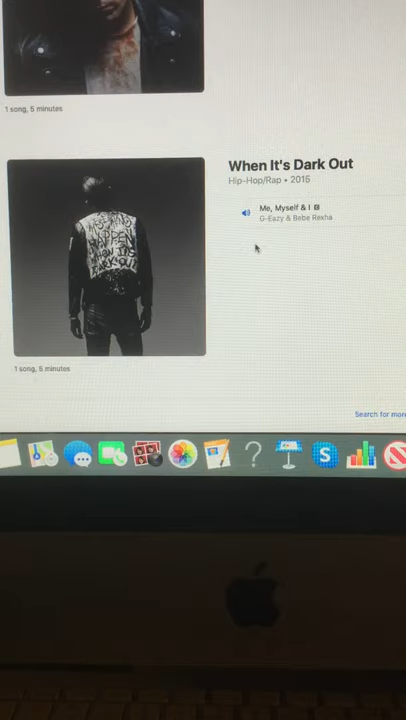 1 song, 5 minutes
When It's Dark Out
Hip-Hop/Rap • 2015
Me, Myself & I E
G-Eazy & Bebe Rexha
1 song, 5 minutes
Search for mor
?
S